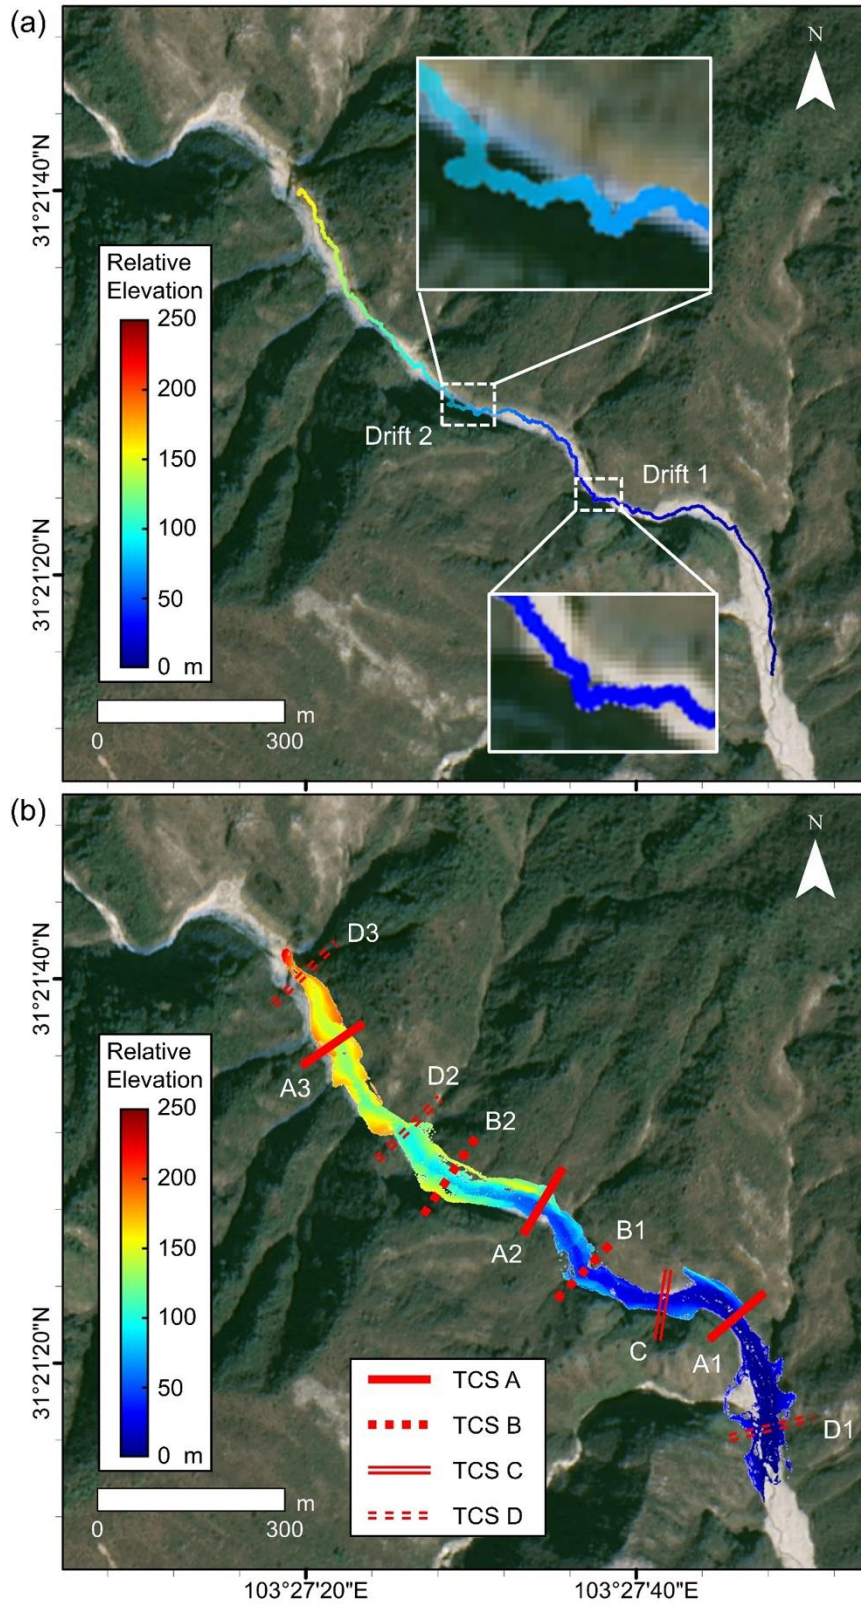 (a)
N
31°21'40"N
Relative
Elevation
250
200
150
100
50
0 m
Drift 2
Drift 1
31°21'20"N
m
0
300
(b)
N
D3
31°21'40"N
Relative
Elevation
250
200
150
100
50
0 m
A3
D2
B2
A2
B1
C
A1
31°21'20"N
D1
TCS A
TCS B
TCS C
TCS D
m
0
300
103°27'20"E
103°27'40"E